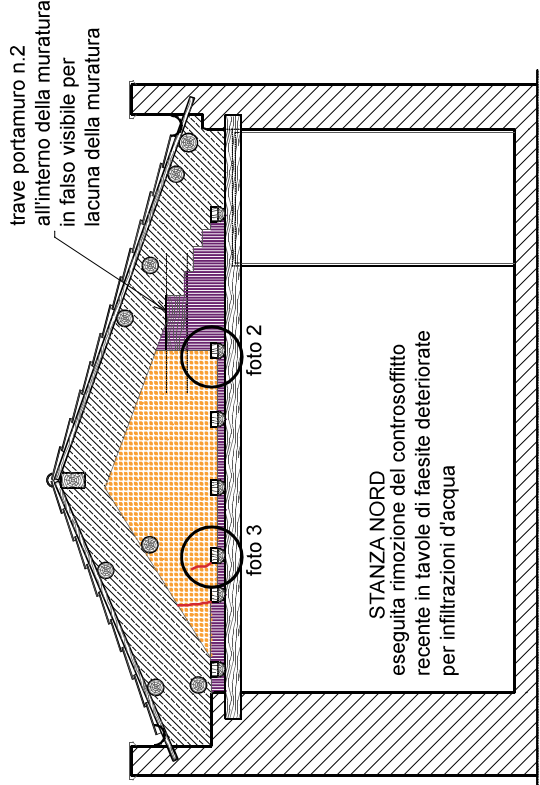 trave portamuro n.2
all'interno della muratura
in falso visibile per
lacuna della muratura
foto 2
foto 3
STANZA NORD
eseguita rimozione del controsoffitto
recente in tavole di faesite deteriorate
per infiltrazioni d'acqua